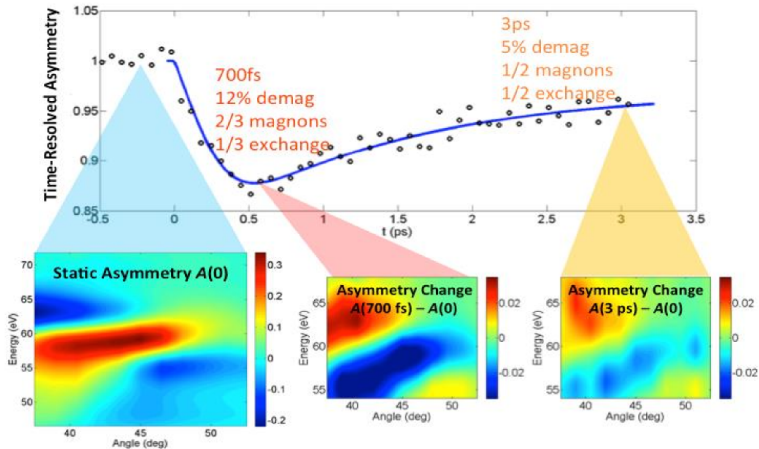 Time-Resolved Asymmetry
1.05
1
0.95
0.9
0.85
-0.5
0
0.5
1
1.5
2
2.5
3
3.5
t (ps)
700fs
12% demag
2/3 magnons
1/3 exchange
3ps
5% demag
1/2 magnons
1/2 exchange
Static Asymmetry A(0)
Energy (eV)
70
65
60
55
50
40
45
50
Angle (deg)
0.3
0.2
0.1
0
-0.1
-0.2
Asymmetry Change
A(700 fs) – A(0)
Energy (eV)
65
60
55
40
45
50
Angle (deg)
0.02
0
-0.02
Asymmetry Change
A(3 ps) – A(0)
Energy (eV)
65
60
55
40
45
50
Angle (deg)
0.02
0
-0.02